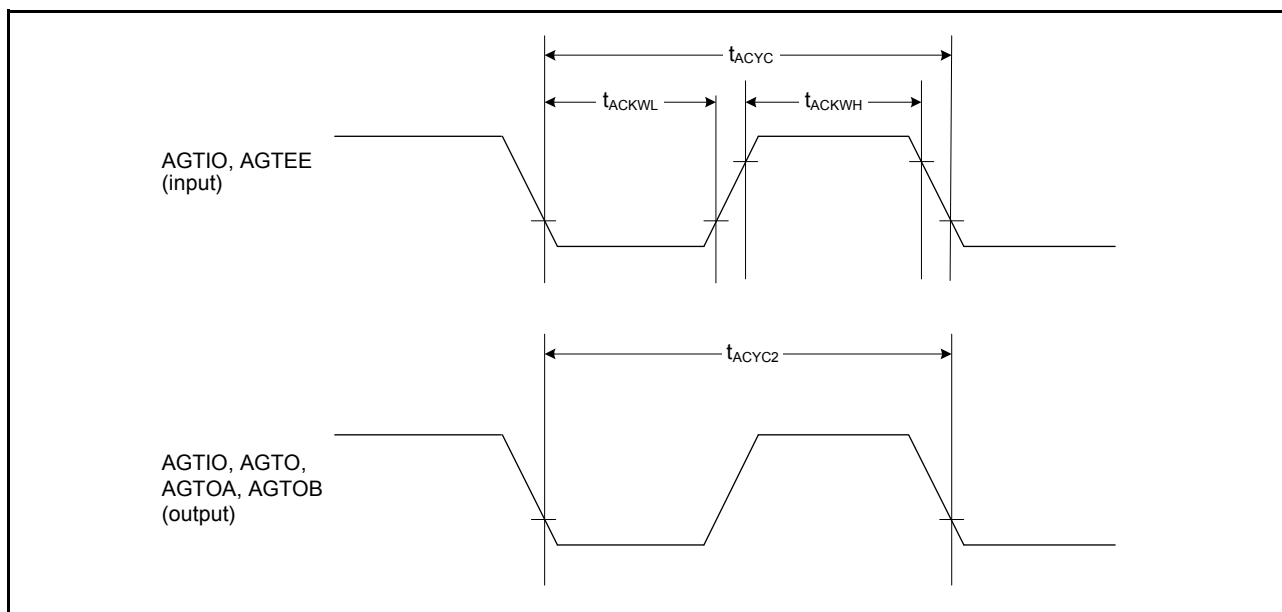 tACYC
tACKWL
tACKWH
AGTIO, AGTEE
(input)
tACYC2
AGTIO, AGTO,
AGTOA, AGTOB
(output)